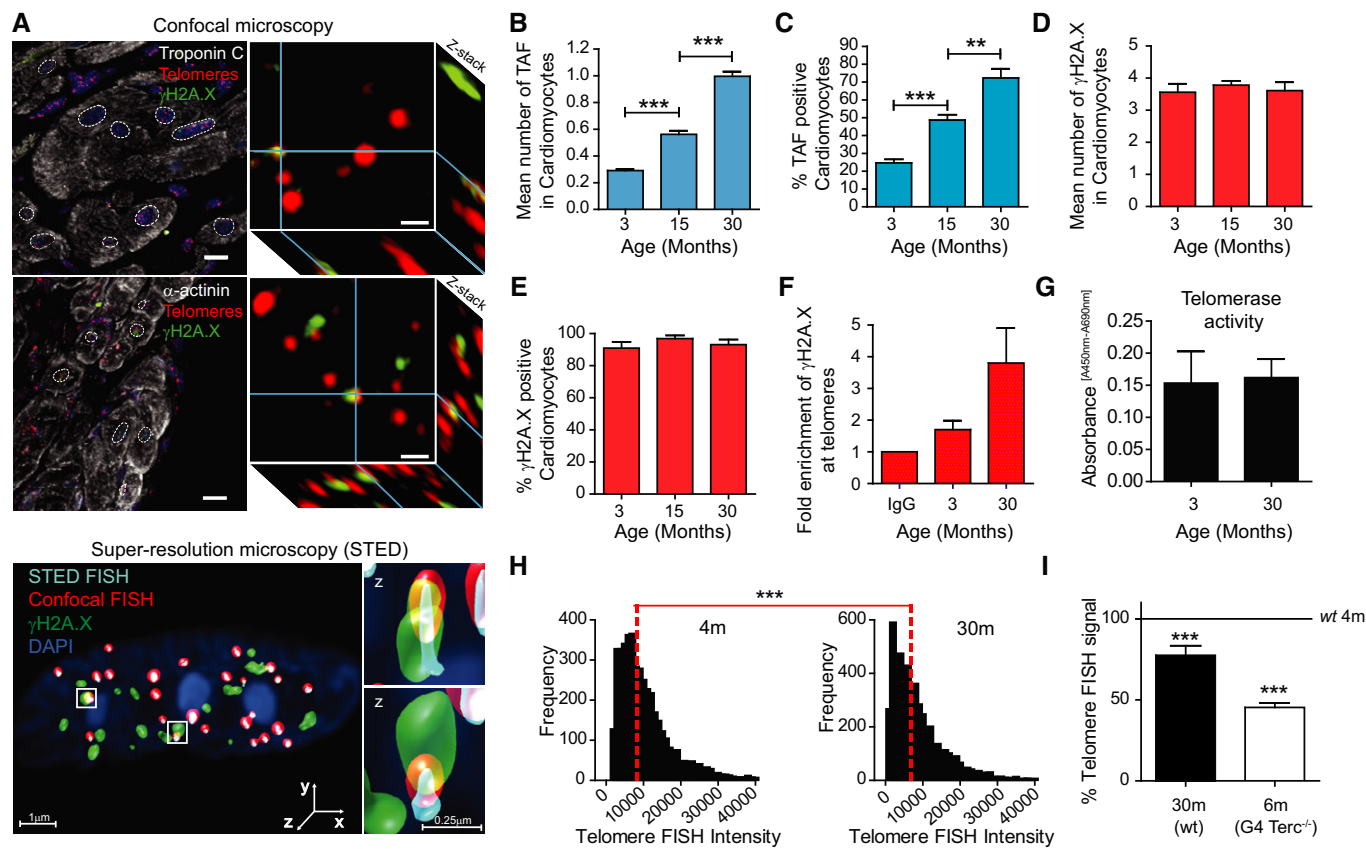 A
Confocal microscopy
Troponin C
Telomeres
γH2A.X
Z-stack
α-actinin
Telomeres
γH2A.X
Z-stack
Super-resolution microscopy (STED)
STED FISH
Confocal FISH
γH2A.X
DAPI
1μm
y
z
x
z
z
0.25μm
B
Mean number of TAF
in Cardiomyocytes
1.2
1.0
0.8
0.6
0.4
0.2
0.0
***
***
3 15 30
Age (Months)
C
% TAF positive
Cardiomyocytes
90
80
70
60
50
40
30
20
10
0
***
**
3 15 30
Age (Months)
D
Mean number of γH2A.X
in Cardiomyocytes
5
4
3
2
1
0
3 15 30
Age (Months)
E
% γH2A.X positive
Cardiomyocytes
100
80
60
40
20
0
3 15 30
Age (Months)
F
Fold enrichment of γH2A.X
at telomeres
5
4
3
2
1
0
IgG 3 30
Age (Months)
G
Telomerase
activity
Absorbance [A450nm-A690nm]
0.25
0.20
0.15
0.10
0.05
0.00
3 30
Age (Months)
H
***
4m
Frequency
400
300
200
100
0
0 10000 20000 30000 40000
Telomere FISH Intensity
30m
Frequency
600
400
200
0
0 10000 20000 30000 40000
Telomere FISH Intensity
I
% Telomere FISH signal
100
50
0
wt 4m
***
***
30m 6m
(wt) (G4 Terc-/-)